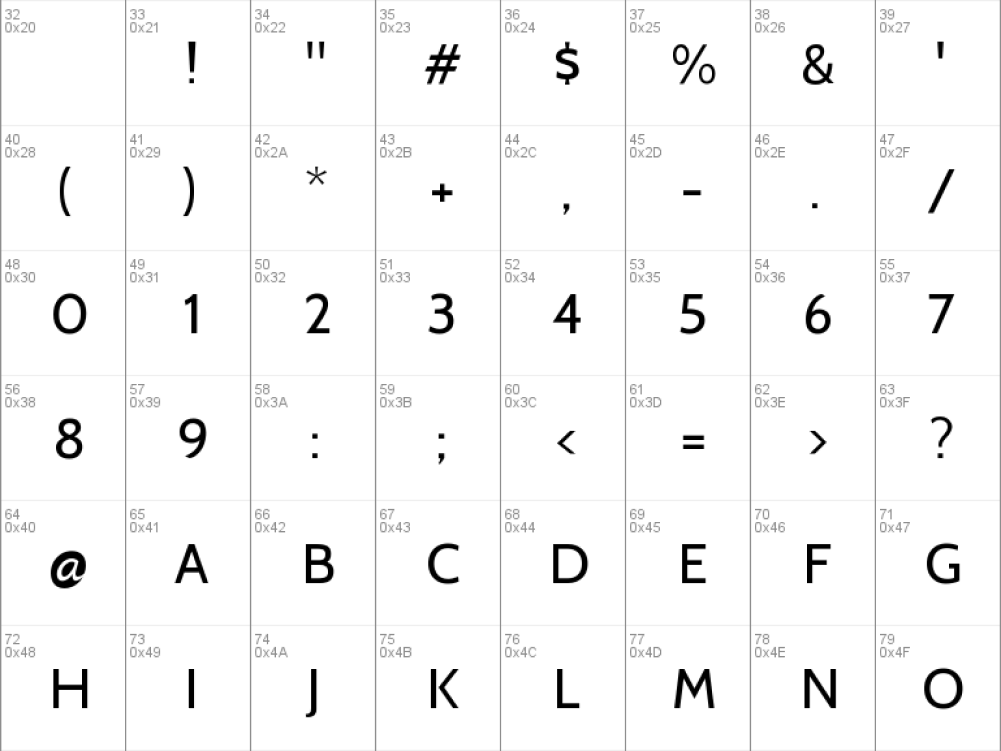 32 33 34 35 36 37 38 39
0x20 0x21 0x22 0x23 0x24 0x25 0x26 0x27
! " # $ % & '
40 41 42 43 44 45 46 47
0x28 0x29 0x2A 0x2B 0x2C 0x2D 0x2E 0x2F
( ) * + , - . /
48 49 50 51 52 53 54 55
0x30 0x31 0x32 0x33 0x34 0x35 0x36 0x37
0 1 2 3 4 5 6 7
56 57 58 59 60 61 62 63
0x38 0x39 0x3A 0x3B 0x3C 0x3D 0x3E 0x3F
8 9 : ; < = > ?
64 65 66 67 68 69 70 71
0x40 0x41 0x42 0x43 0x44 0x45 0x46 0x47
@ A B C D E F G
72 73 74 75 76 77 78 79
0x48 0x49 0x4A 0x4B 0x4C 0x4D 0x4E 0x4F
H I J K L M N O